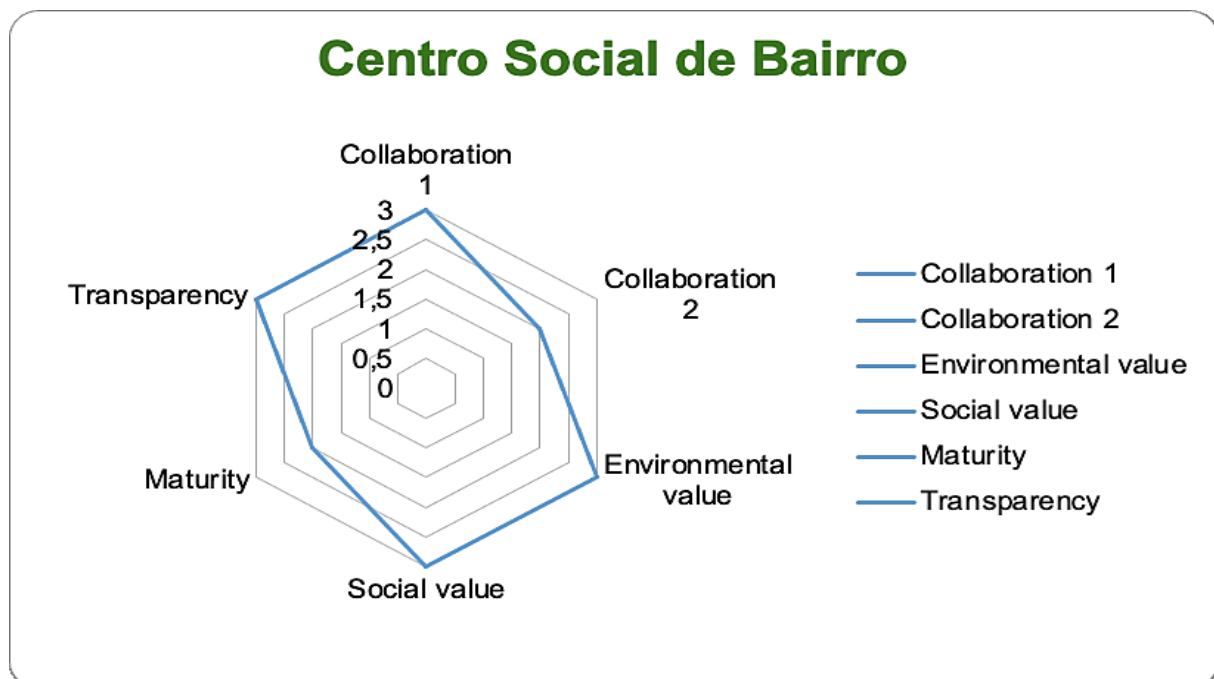 Centro Social de Bairro
Collaboration
1
3
2,5
2
1,5
1
0,5
0
Collaboration
2
Environmental
value
Social value
Maturity
Transparency
Collaboration 1
Collaboration 2
Environmental value
Social value
Maturity
Transparency